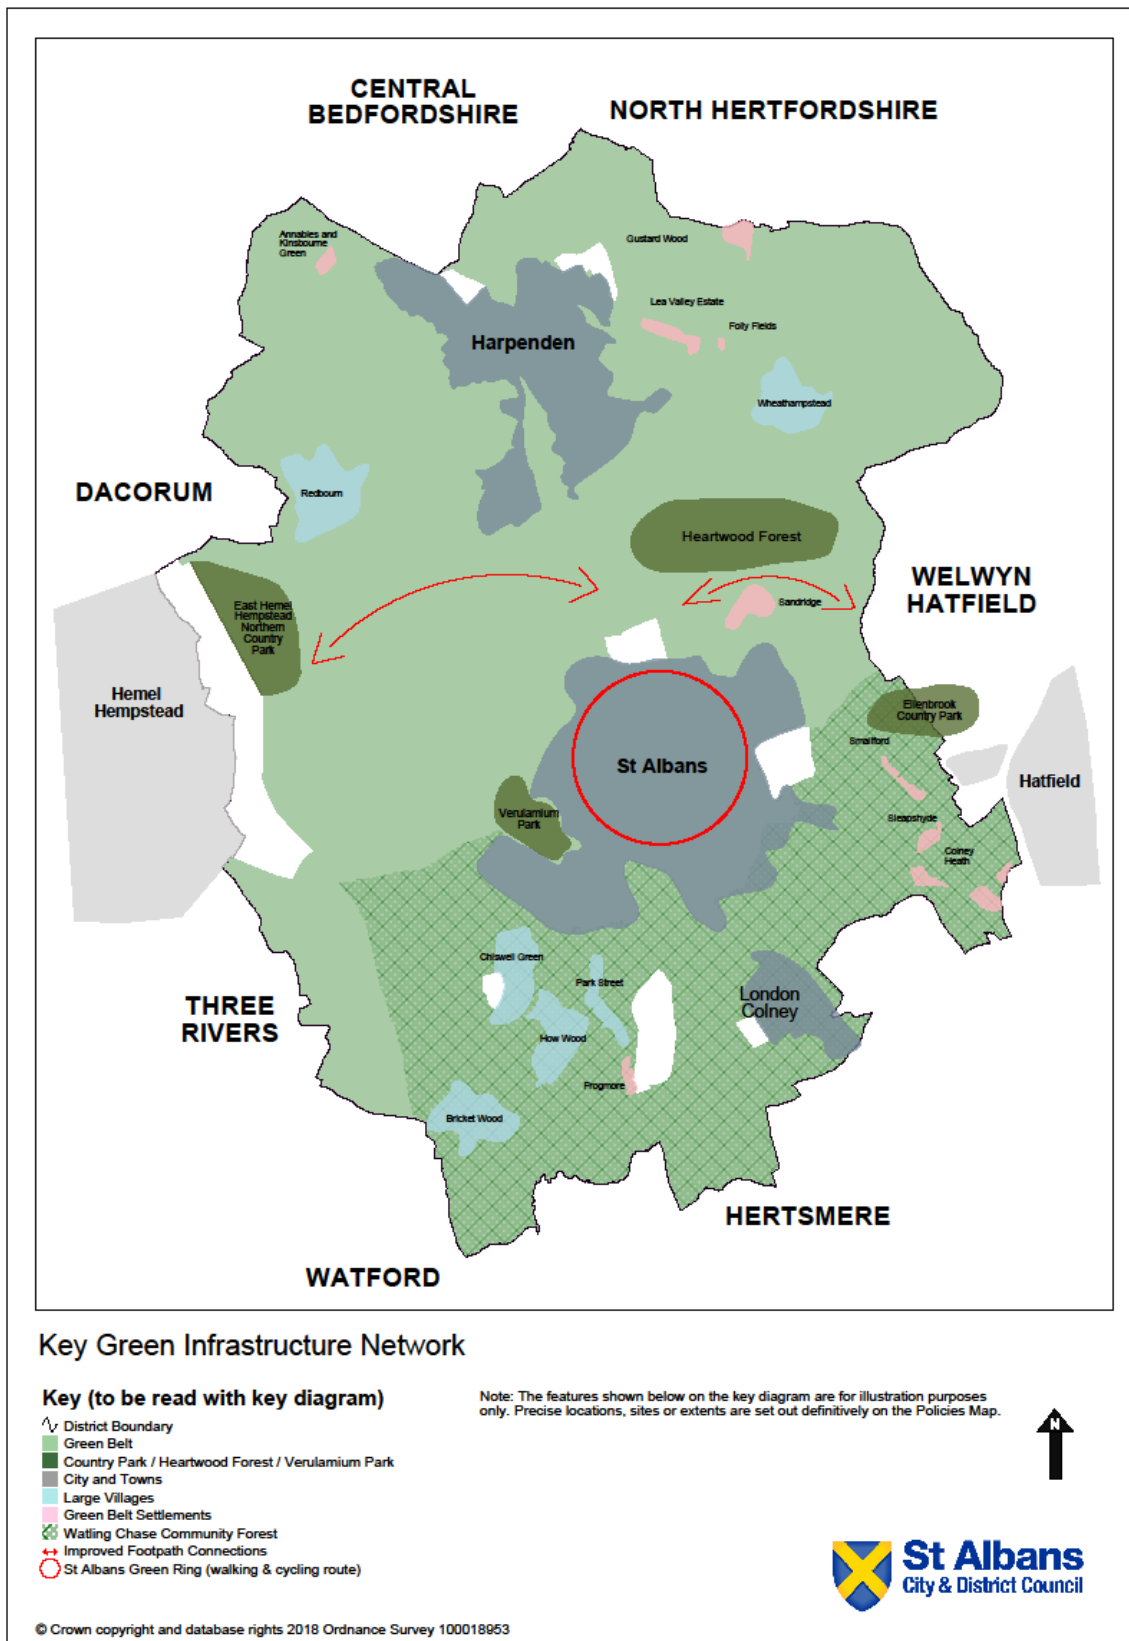 CENTRAL
BEDFORDSHIRE
NORTH HERTFORDSHIRE
Annables and
Kinsbourne
Green
Gustard Wood
Lea Valley Estate
Folly Fields
Harpenden
Wheathampstead
DACORUM
Redbourn
Heartwood Forest
WELWYN
HATFIELD
East Hemel
Hempstead
Northern
Country
Park
Sandridge
Hemel
Hempstead
Ellenbrook
Country Park
Smallford
St Albans
Hatfield
Verulamium
Park
Sleapshyde
Colney
Heath
Chiswell Green
Park Street
London
Colney
THREE
RIVERS
How Wood
Frogmore
Bricket Wood
HERTSMERE
WATFORD
Key Green Infrastructure Network
Key (to be read with key diagram)
District Boundary
Green Belt
Country Park / Heartwood Forest / Verulamium Park
City and Towns
Large Villages
Green Belt Settlements
Watling Chase Community Forest
Improved Footpath Connections
St Albans Green Ring (walking & cycling route)
Note: The features shown below on the key diagram are for illustration purposes
only. Precise locations, sites or extents are set out definitively on the Policies Map.
N
St Albans
City & District Council
© Crown copyright and database rights 2018 Ordnance Survey 100018953